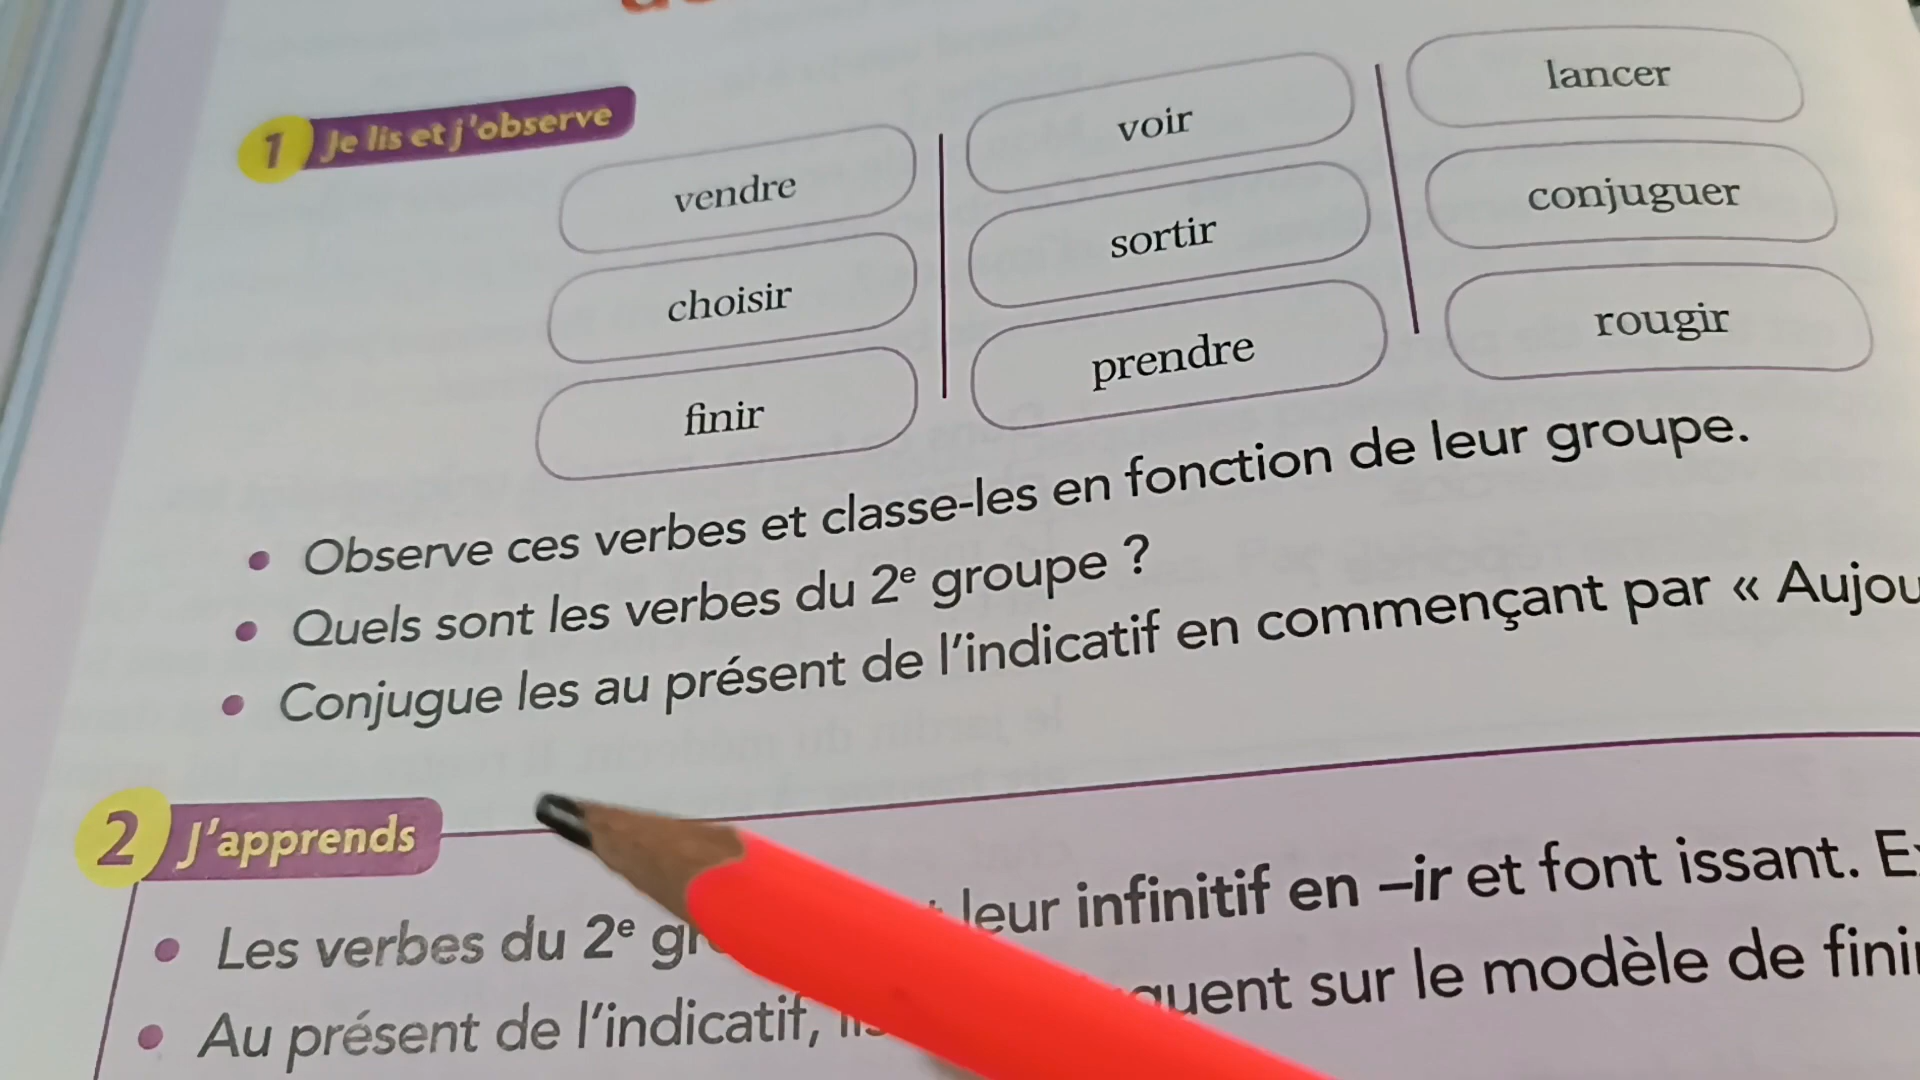 1 Je lis et j'observe
vendre
choisir
finir
voir
sortir
prendre
lancer
conjuguer
rougir
• Observe ces verbes et classe-les en fonction de leur groupe.
• Quels sont les verbes du 2e groupe ?
• Conjugue les au présent de l'indicatif en commençant par « Aujou
2 J'apprends
• Les verbes du 2e leur infinitif en –ir et font issant.
• Au présent de l'indicatif, sur le modèle de finir